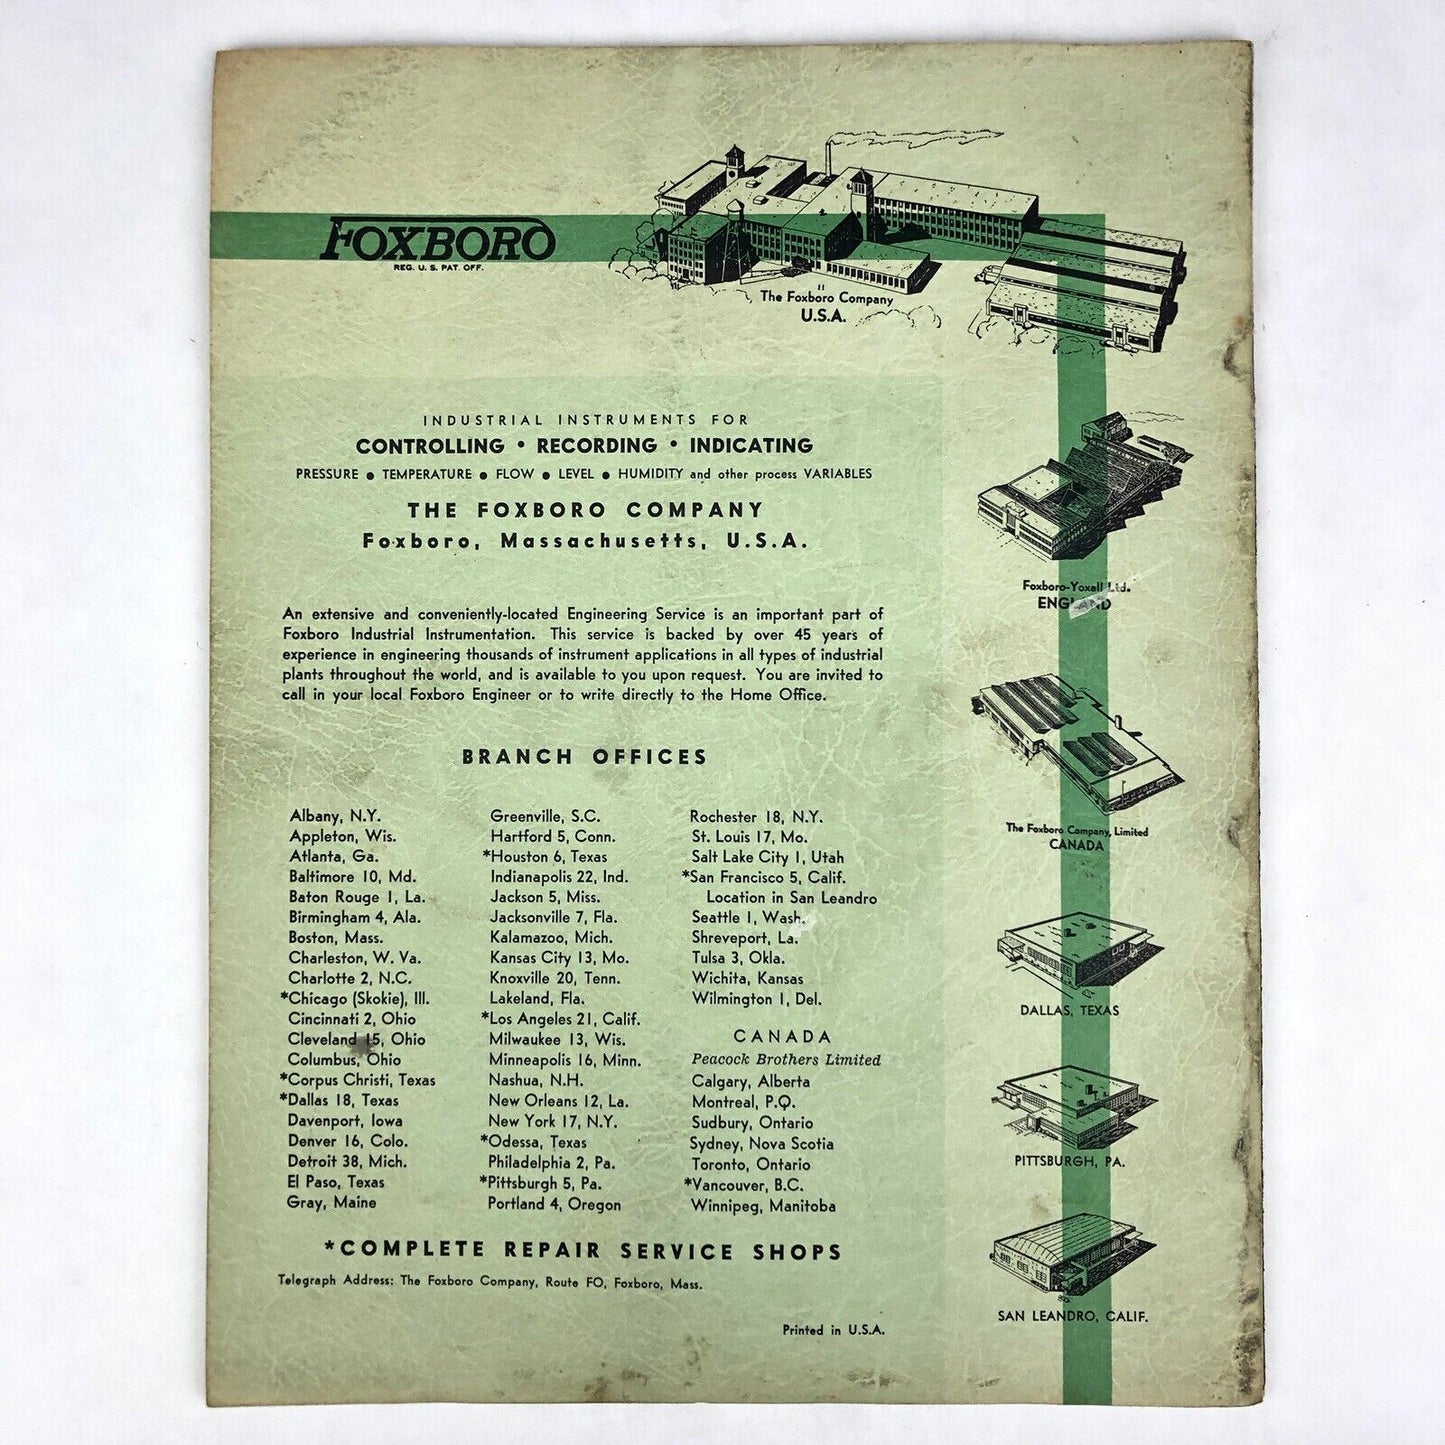 FOXBORO
REG. U. S. PAT. OFF.
The Foxboro Company
U.S.A.
INDUSTRIAL INSTRUMENTS FOR
CONTROLLING • RECORDING • INDICATING
PRESSURE ● TEMPERATURE ● FLOW ● LEVEL ● HUMIDITY and other process VARIABLES
THE FOXBORO COMPANY
Foxboro, Massachusetts, U.S.A.
An extensive and conveniently-located Engineering Service is an important part of
Foxboro Industrial Instrumentation. This service is backed by over 45 years of
experience in engineering thousands of instrument applications in all types of industrial
plants throughout the world, and is available to you upon request. You are invited to
call in your local Foxboro Engineer or to write directly to the Home Office.
BRANCH OFFICES
Albany, N.Y.
Appleton, Wis.
Atlanta, Ga.
Baltimore 10, Md.
Baton Rouge 1, La.
Birmingham 4, Ala.
Boston, Mass.
Charleston, W. Va.
Charlotte 2, N.C.
*Chicago (Skokie), Ill.
Cincinnati 2, Ohio
Cleveland 15, Ohio
Columbus, Ohio
*Corpus Christi, Texas
*Dallas 18, Texas
Davenport, Iowa
Denver 16, Colo.
Detroit 38, Mich.
El Paso, Texas
Gray, Maine
Greenville, S.C.
Hartford 5, Conn.
*Houston 6, Texas
Indianapolis 22, Ind.
Jackson 5, Miss.
Jacksonville 7, Fla.
Kalamazoo, Mich.
Kansas City 13, Mo.
Knoxville 20, Tenn.
Lakeland, Fla.
*Los Angeles 21, Calif.
Milwaukee 13, Wis.
Minneapolis 16, Minn.
Nashua, N.H.
New Orleans 12, La.
New York 17, N.Y.
*Odessa, Texas
Philadelphia 2, Pa.
*Pittsburgh 5, Pa.
Portland 4, Oregon
Rochester 18, N.Y.
St. Louis 17, Mo.
Salt Lake City 1, Utah
*San Francisco 5, Calif.
Location in San Leandro
Seattle 1, Wash.
Shreveport, La.
Tulsa 3, Okla.
Wichita, Kansas
Wilmington 1, Del.
CANADA
Peacock Brothers Limited
Calgary, Alberta
Montreal, P.Q.
Sudbury, Ontario
Sydney, Nova Scotia
Toronto, Ontario
*Vancouver, B.C.
Winnipeg, Manitoba
*COMPLETE REPAIR SERVICE SHOPS
Telegraph Address: The Foxboro Company, Route FO, Foxboro, Mass.
Printed in U.S.A.
Foxboro-Yoxall Ltd.
ENGLAND
The Foxboro Company, Limited
CANADA
DALLAS, TEXAS
PITTSBURGH, PA.
SAN LEANDRO, CALIF.